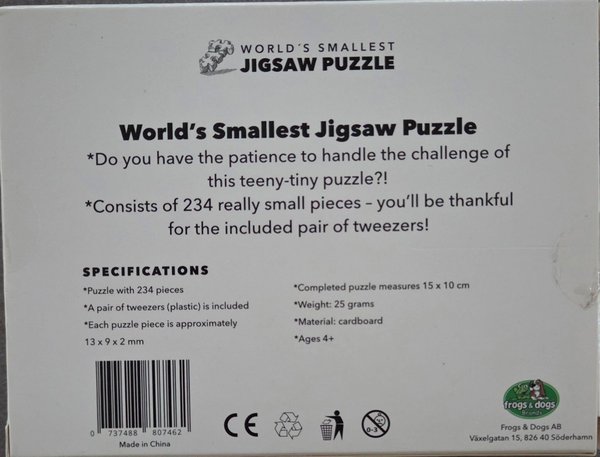 WORLD´S SMALLEST
JIGSAW PUZZLE
World's Smallest Jigsaw Puzzle
*Do you have the patience to handle the challenge of
this teeny-tiny puzzle?!
*Consists of 234 really small pieces – you'll be thankful
for the included pair of tweezers!
SPECIFICATIONS
*Puzzle with 234 pieces
*A pair of tweezers (plastic) is included
*Each puzzle piece is approximately
13 x 9 x 2 mm
*Completed puzzle measures 15 x 10 cm
*Weight: 25 grams
*Material: cardboard
*Ages 4+
0 737488 807462
Made in China
CE
0-3
frogs & dogs
Brands
Frogs & Dogs AB
Växelgatan 15, 826 40 Söderhamn